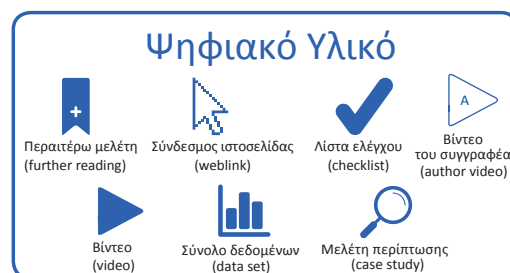 Ψηφιακό Υλικό
Περαιτέρω μελέτη
(further reading)
Σύνδεσμος ιστοσελίδας
(weblink)
Λίστα ελέγχου
(checklist)
A
Βίντεο
του συγγραφέα
(author video)
Βίντεο
(video)
Σύνολο δεδομένων
(data set)
Μελέτη περίπτωσης
(case study)